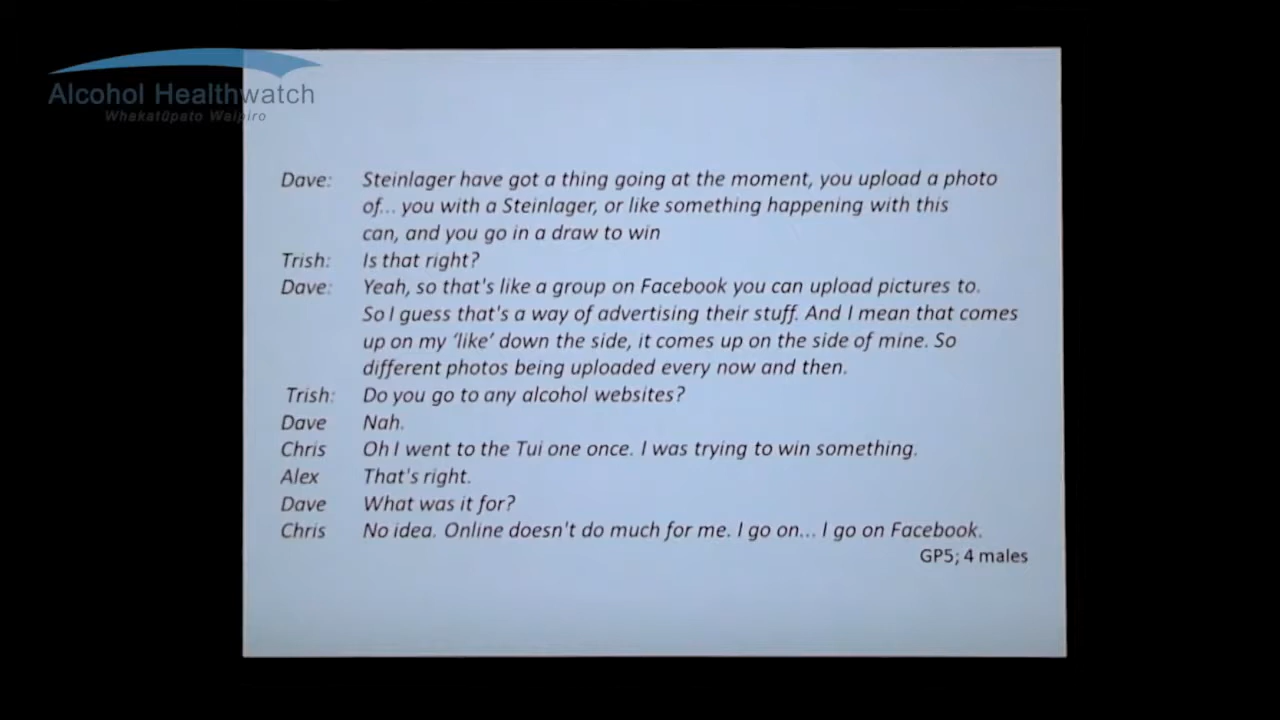 Alcohol Healthwatch
Whakatūpato Waipiro
Dave: Steinlager have got a thing going at the moment, you upload a photo
of... you with a Steinlager, or like something happening with this
can, and you go in a draw to win
Trish: Is that right?
Dave: Yeah, so that's like a group on Facebook you can upload pictures to.
So I guess that's a way of advertising their stuff. And I mean that comes
up on my ‘like’ down the side, it comes up on the side of mine. So
different photos being uploaded every now and then.
Trish: Do you go to any alcohol websites?
Dave Nah.
Chris Oh I went to the Tui one once. I was trying to win something.
Alex That's right.
Dave What was it for?
Chris No idea. Online doesn't do much for me. I go on... I go on Facebook.
GP5; 4 males